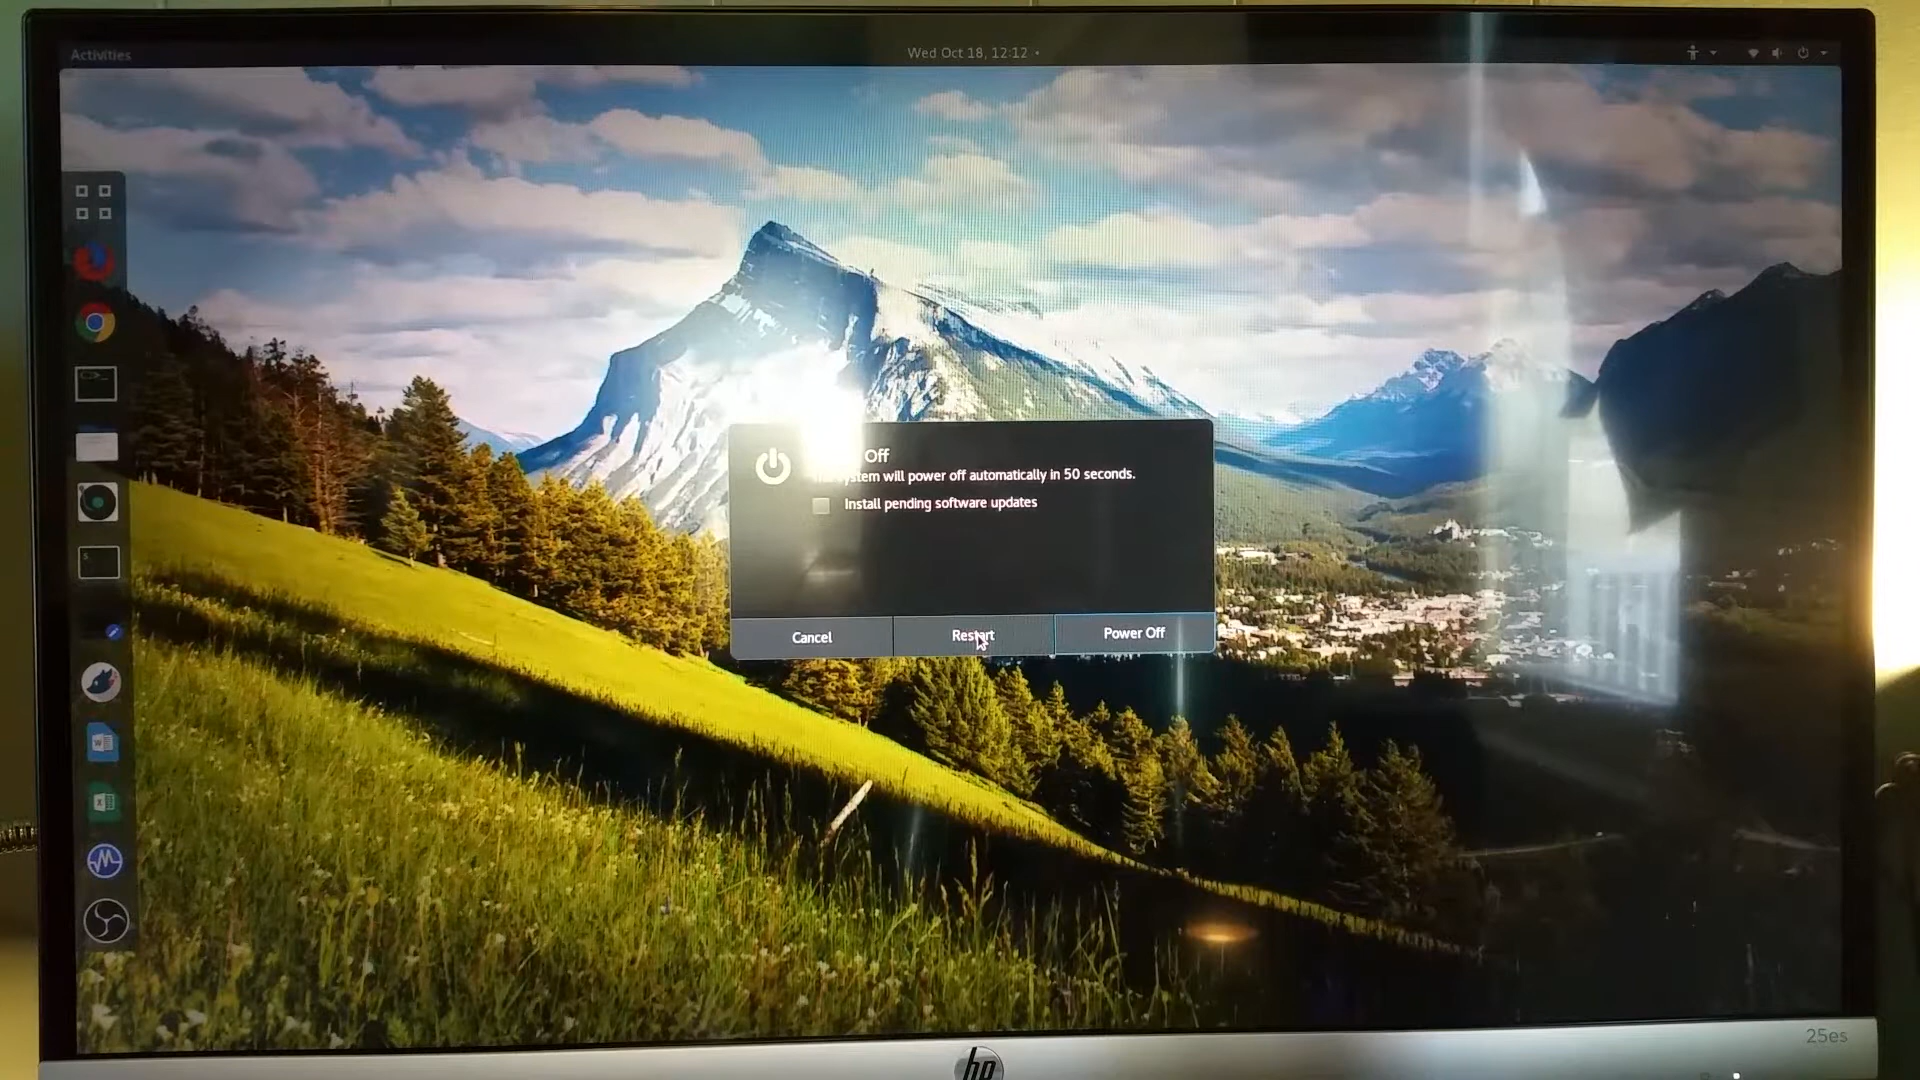 Activities
Wed Oct 18, 12:12
Off
system will power off automatically in 50 seconds.
Install pending software updates
Cancel
Restart
Power Off
25es
hp